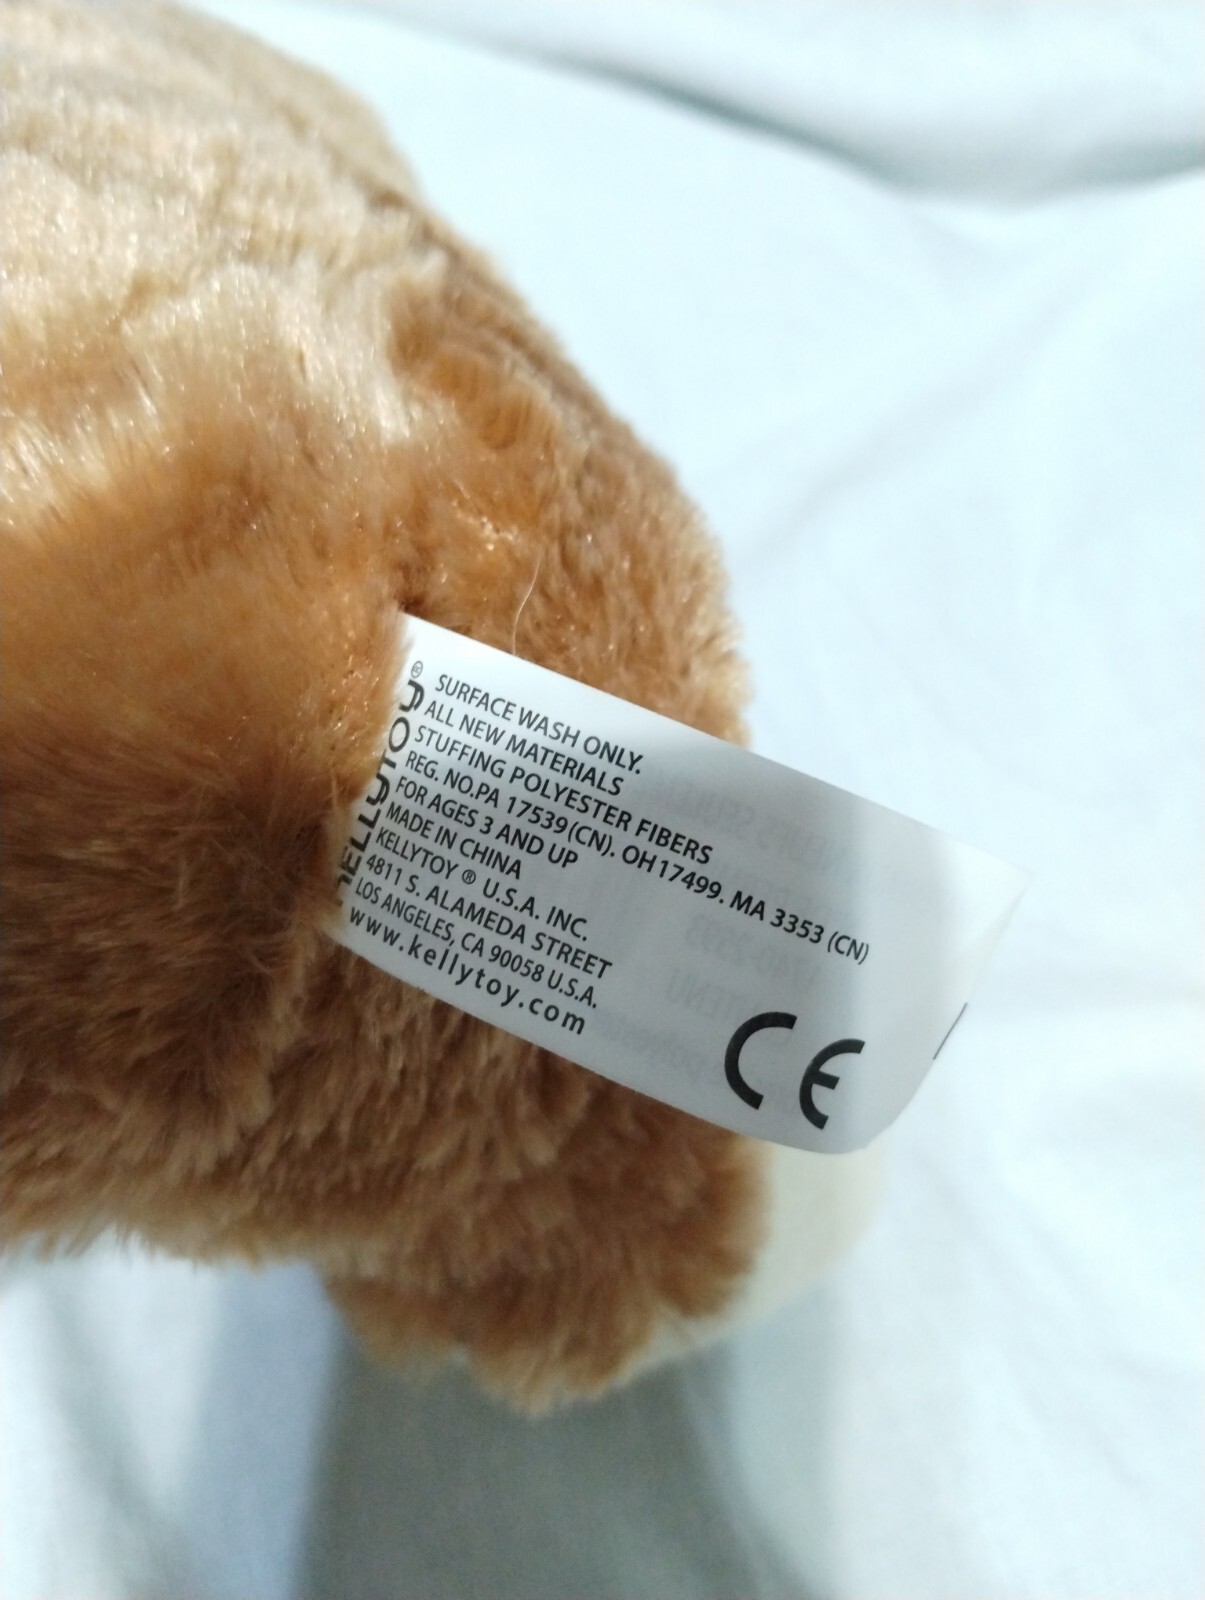 KELLYTOY®
SURFACE WASH ONLY.
ALL NEW MATERIALS
STUFFING POLYESTER FIBERS
REG. NO.PA 17539(CN). OH17499. MA 3353 (CN)
FOR AGES 3 AND UP
MADE IN CHINA
KELLYTOY ® U.S.A. INC.
4811 S. ALAMEDA STREET
LOS ANGELES, CA 90058 U.S.A.
www.kellytoy.com
CE